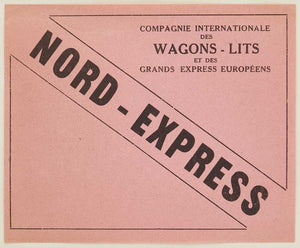 COMPAGNIE INTERNATIONALE
DES
WAGONS - LITS
ET DES
GRANDS EXPRESS EUROPÉENS
NORD - EXPRESS